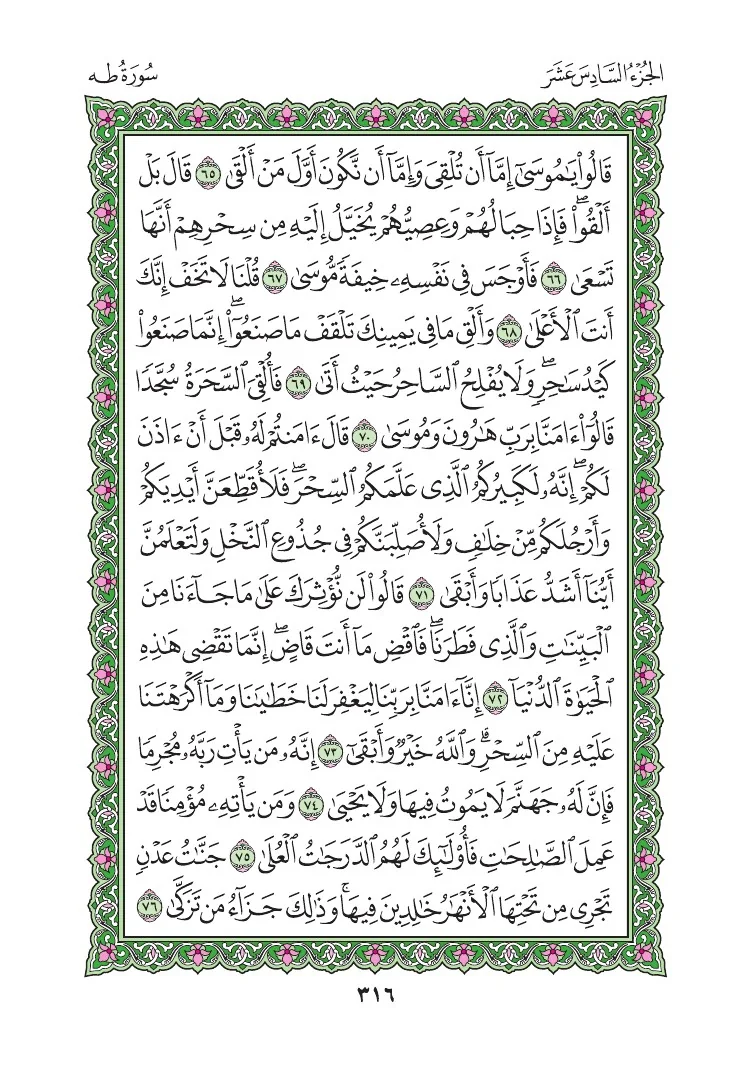 الجزء السادس عشر
سورة طه
قَالُوا۟ يَـٰمُوسَىٰٓ إِمَّآ أَن تُلْقِىَ وَإِمَّآ أَن نَّكُونَ أَوَّلَ مَنْ أَلْقَىٰ ٦٥ قَالَ بَلْ
أَلْقُوا۟ ۖ فَإِذَا حِبَالُهُمْ وَعِصِيُّهُمْ يُخَيَّلُ إِلَيْهِ مِن سِحْرِهِمْ أَنَّهَا
تَسْعَىٰ ٦٦ فَأَوْجَسَ فِى نَفْسِهِۦ خِيفَةً مُّوسَىٰ ٦٧ قُلْنَا لَا تَخَفْ إِنَّكَ
أَنتَ ٱلْأَعْلَىٰ ٦٨ وَأَلْقِ مَا فِى يَمِينِكَ تَلْقَفْ مَا صَنَعُوٓا۟ ۖ إِنَّمَا صَنَعُوا۟
كَيْدُ سَـٰحِرٍ ۖ وَلَا يُفْلِحُ ٱلسَّاحِرُ حَيْثُ أَتَىٰ ٦٩ فَأُلْقِىَ ٱلسَّحَرَةُ سُجَّدًا
قَالُوٓا۟ ءَامَنَّا بِرَبِّ هَـٰرُونَ وَمُوسَىٰ ٧٠ قَالَ ءَامَنتُمْ لَهُۥ قَبْلَ أَنْ ءَاذَنَ
لَكُمْ ۖ إِنَّهُۥ لَكَبِيرُكُمُ ٱلَّذِى عَلَّمَكُمُ ٱلسِّحْرَ ۖ فَلَأُقَطِّعَنَّ أَيْدِيَكُمْ
وَأَرْجُلَكُم مِّنْ خِلَـٰفٍ وَلَأُصَلِّبَنَّكُمْ فِى جُذُوعِ ٱلنَّخْلِ وَلَتَعْلَمُنَّ
أَيُّنَآ أَشَدُّ عَذَابًا وَأَبْقَىٰ ٧١ قَالُوا۟ لَن نُّؤْثِرَكَ عَلَىٰ مَا جَآءَنَا مِنَ
ٱلْبَيِّنَـٰتِ وَٱلَّذِى فَطَرَنَا ۖ فَٱقْضِ مَآ أَنتَ قَاضٍ ۖ إِنَّمَا تَقْضِى هَـٰذِهِ
ٱلْحَيَوٰةَ ٱلدُّنْيَآ ٧٢ إِنَّآ ءَامَنَّا بِرَبِّنَا لِيَغْفِرَ لَنَا خَطَـٰيَـٰنَا وَمَآ أَكْرَهْتَنَا
عَلَيْهِ مِنَ ٱلسِّحْرِ ۗ وَٱللَّهُ خَيْرٌ وَأَبْقَىٰٓ ٧٣ إِنَّهُۥ مَن يَأْتِ رَبَّهُۥ مُجْرِمًا
فَإِنَّ لَهُۥ جَهَنَّمَ لَا يَمُوتُ فِيهَا وَلَا يَحْيَىٰ ٧٤ وَمَن يَأْتِهِۦ مُؤْمِنًا قَدْ
عَمِلَ ٱلصَّـٰلِحَـٰتِ فَأُو۟لَـٰٓئِكَ لَهُمُ ٱلدَّرَجَـٰتُ ٱلْعُلَىٰ ٧٥ جَنَّـٰتُ عَدْنٍ
تَجْرِى مِن تَحْتِهَا ٱلْأَنْهَـٰرُ خَـٰلِدِينَ فِيهَا ۚ وَذَٰلِكَ جَزَآءُ مَن تَزَكَّىٰ ٧٦
٣١٦